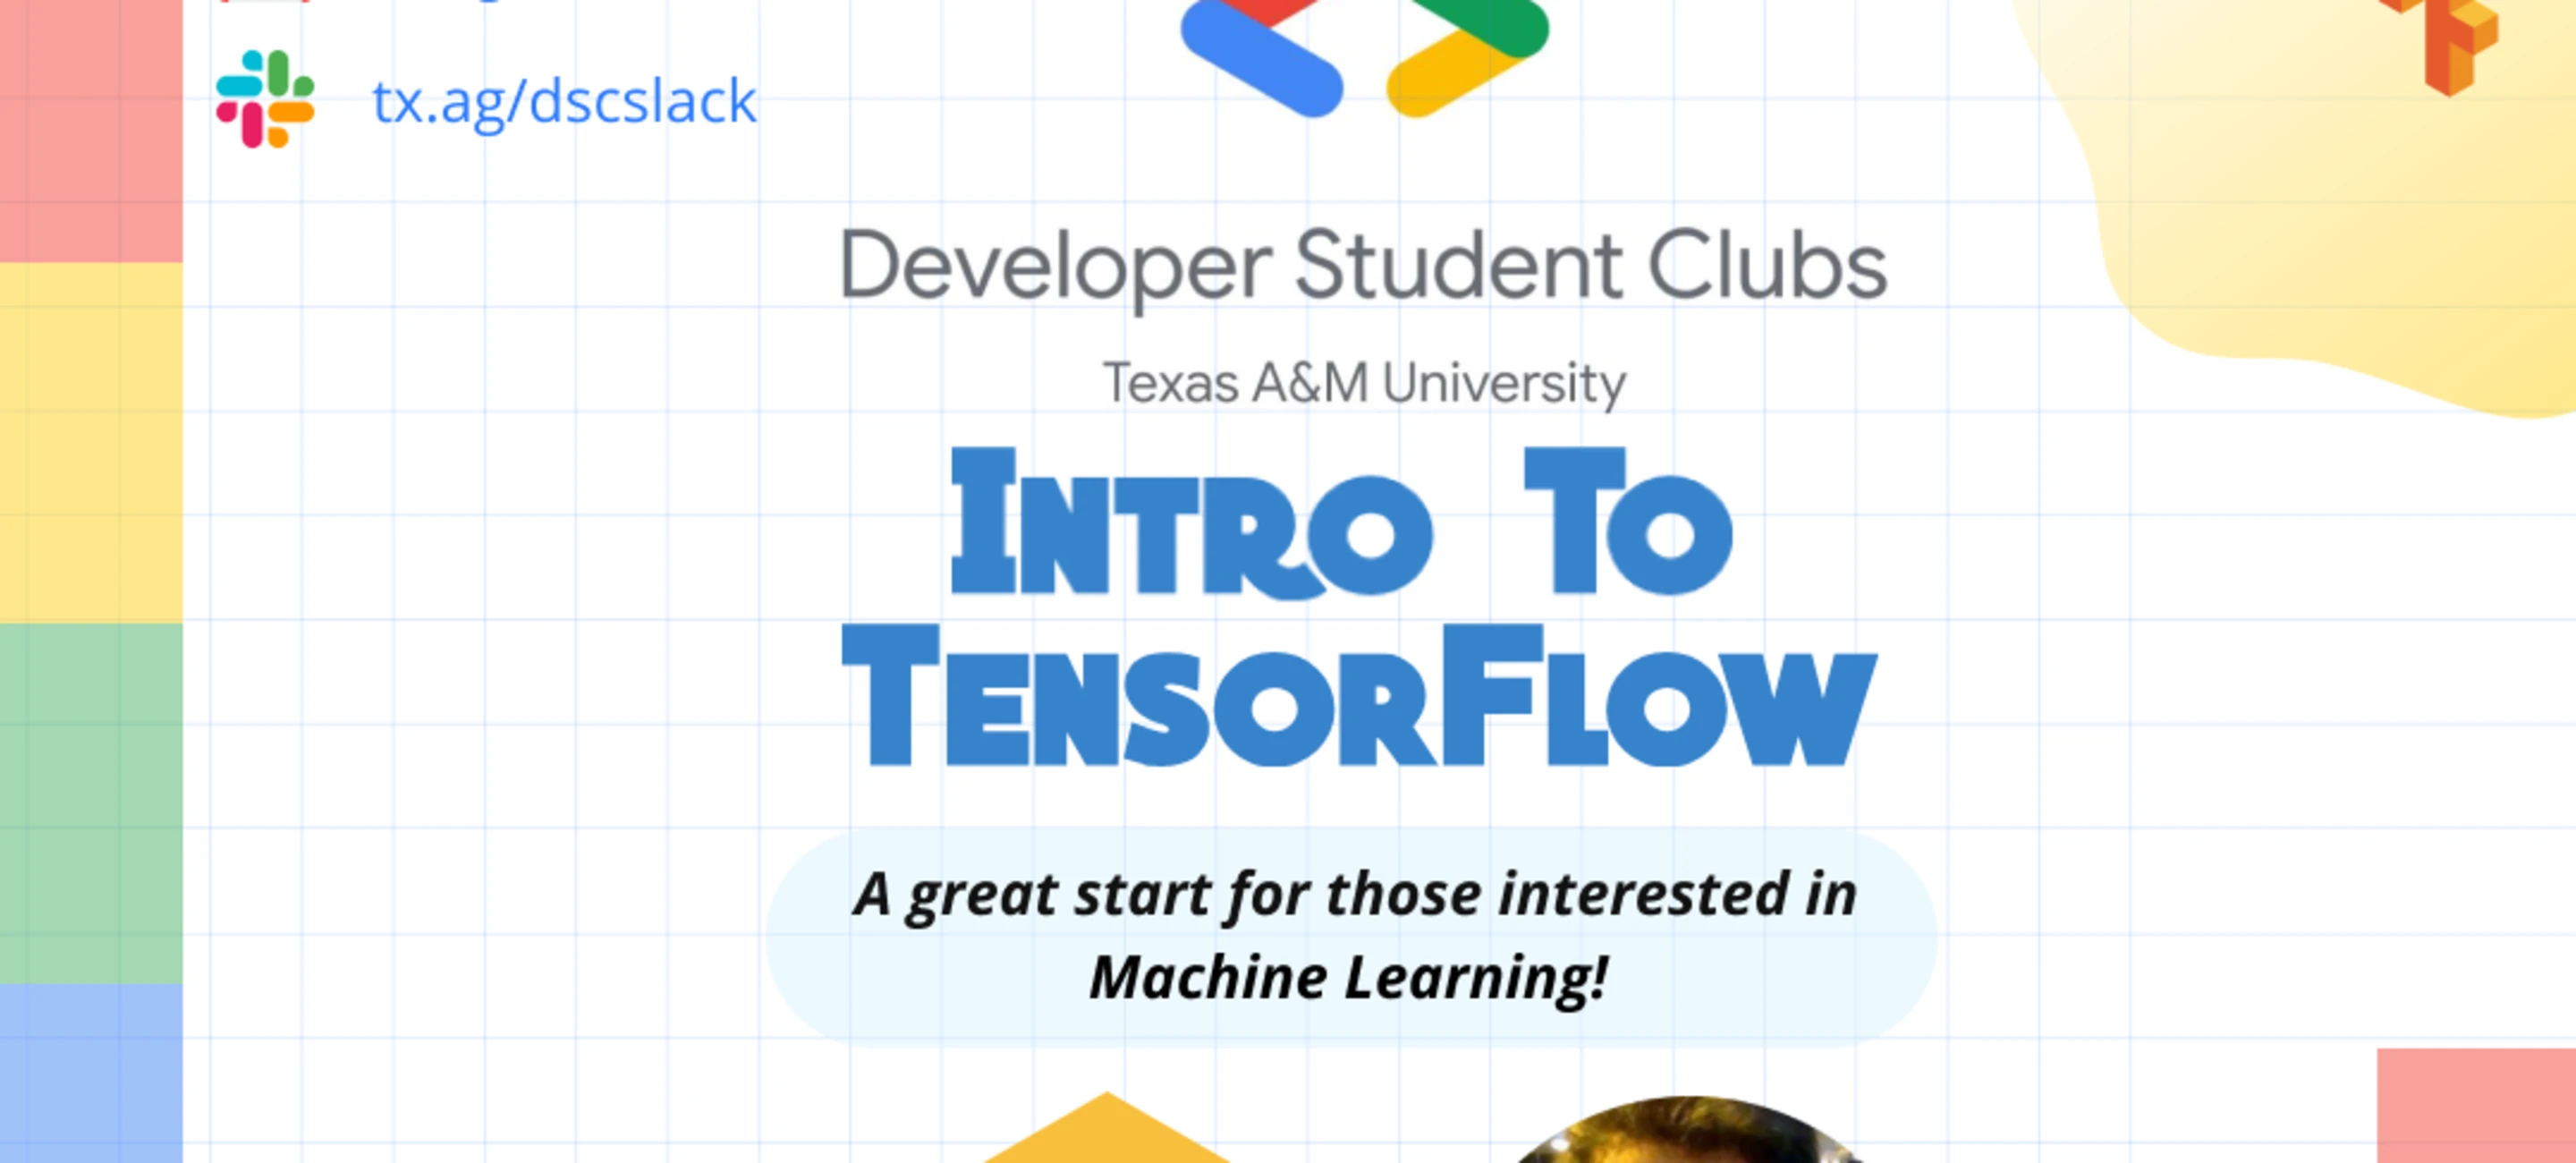 tx.ag/dscslack
Developer Student Clubs
Texas A&M University
INTRO TO
TENSORFLOW
A great start for those interested in
Machine Learning!